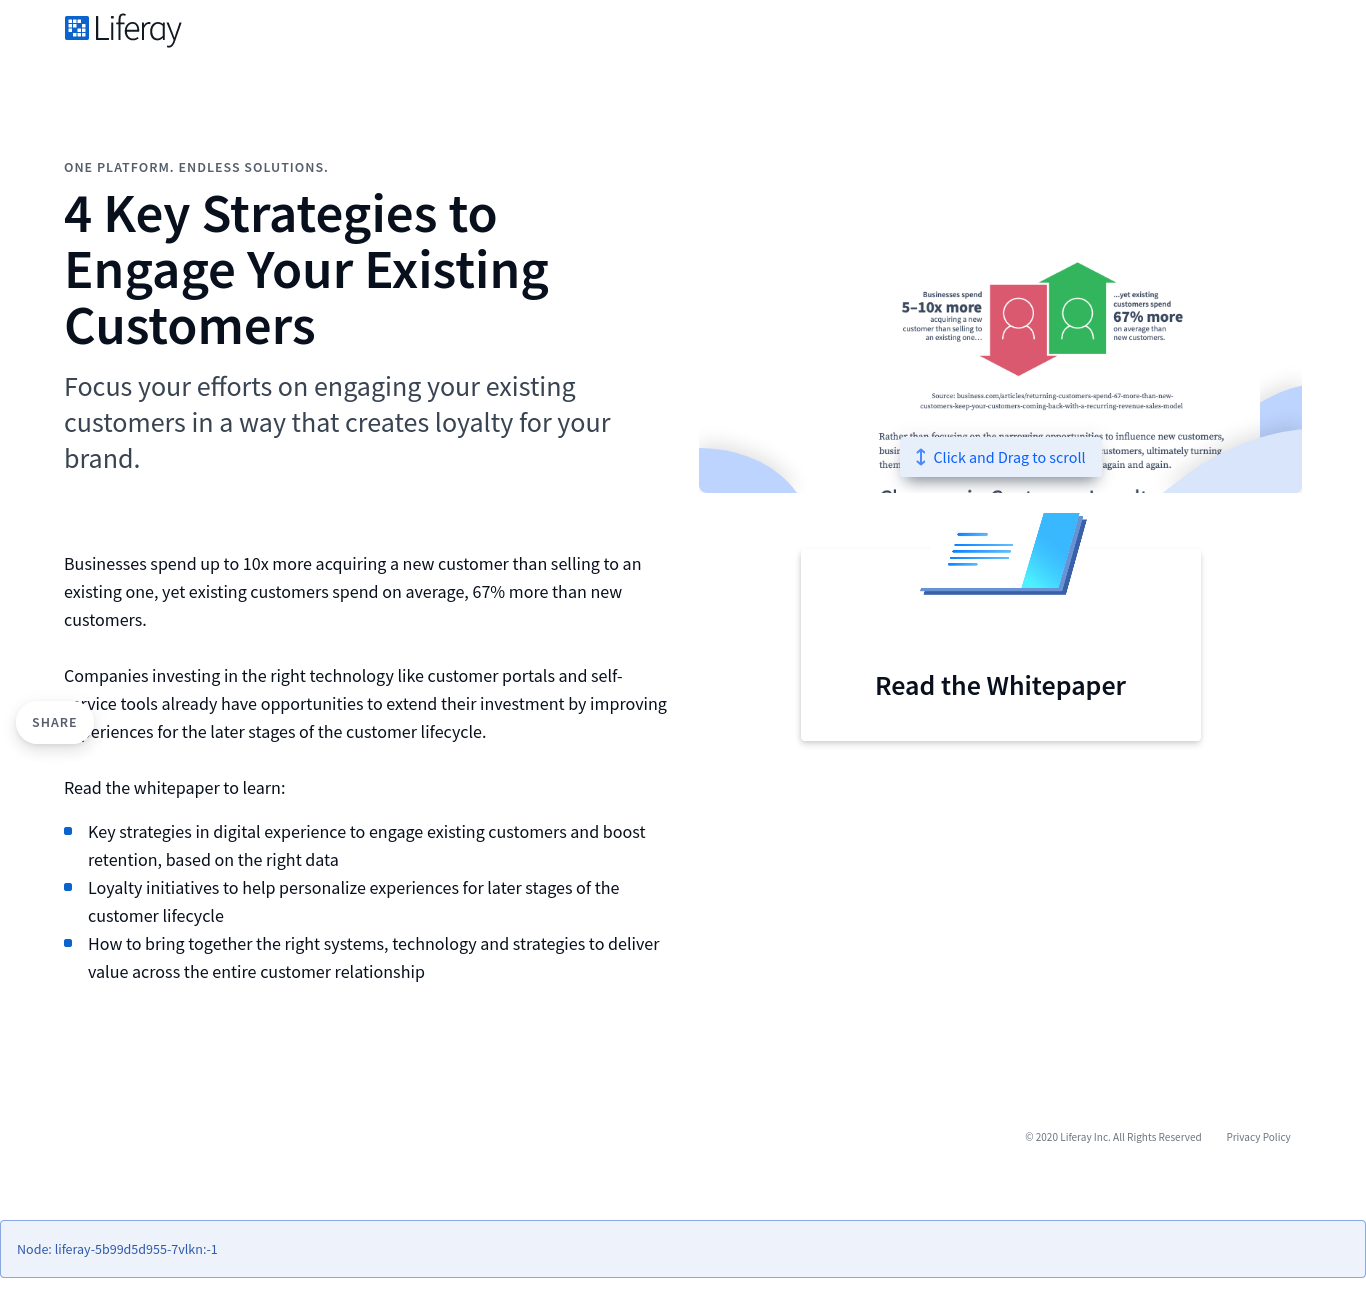 Liferay
ONE PLATFORM. ENDLESS SOLUTIONS.
4 Key Strategies to
Engage Your Existing
Customers
Focus your efforts on engaging your existing
customers in a way that creates loyalty for your
brand.
Businesses spend up to 10x more acquiring a new customer than selling to an
existing one, yet existing customers spend on average, 67% more than new
customers.
Companies investing in the right technology like customer portals and self-
service tools already have opportunities to extend their investment by improving
experiences for the later stages of the customer lifecycle.
SHARE
Read the whitepaper to learn:
Key strategies in digital experience to engage existing customers and boost
retention, based on the right data
Loyalty initiatives to help personalize experiences for later stages of the
customer lifecycle
How to bring together the right systems, technology and strategies to deliver
value across the entire customer relationship
Businesses spend
5–10x more
acquiring a new
customer than selling to
an existing one...
...yet existing
customers spend
67% more
on average than
new customers.
Source: business.com/articles/returning-customers-spend-67-more-than-new-
customers-keep-your-customers-coming-back-with-a-recurring-revenue-sales-model
Rather than focusing on the narrowing opportunities to influence new customers,
customers, ultimately turning
again and again.
Click and Drag to scroll
Read the Whitepaper
© 2020 Liferay Inc. All Rights Reserved Privacy Policy
Node: liferay-5b99d5d955-7vlkn:-1